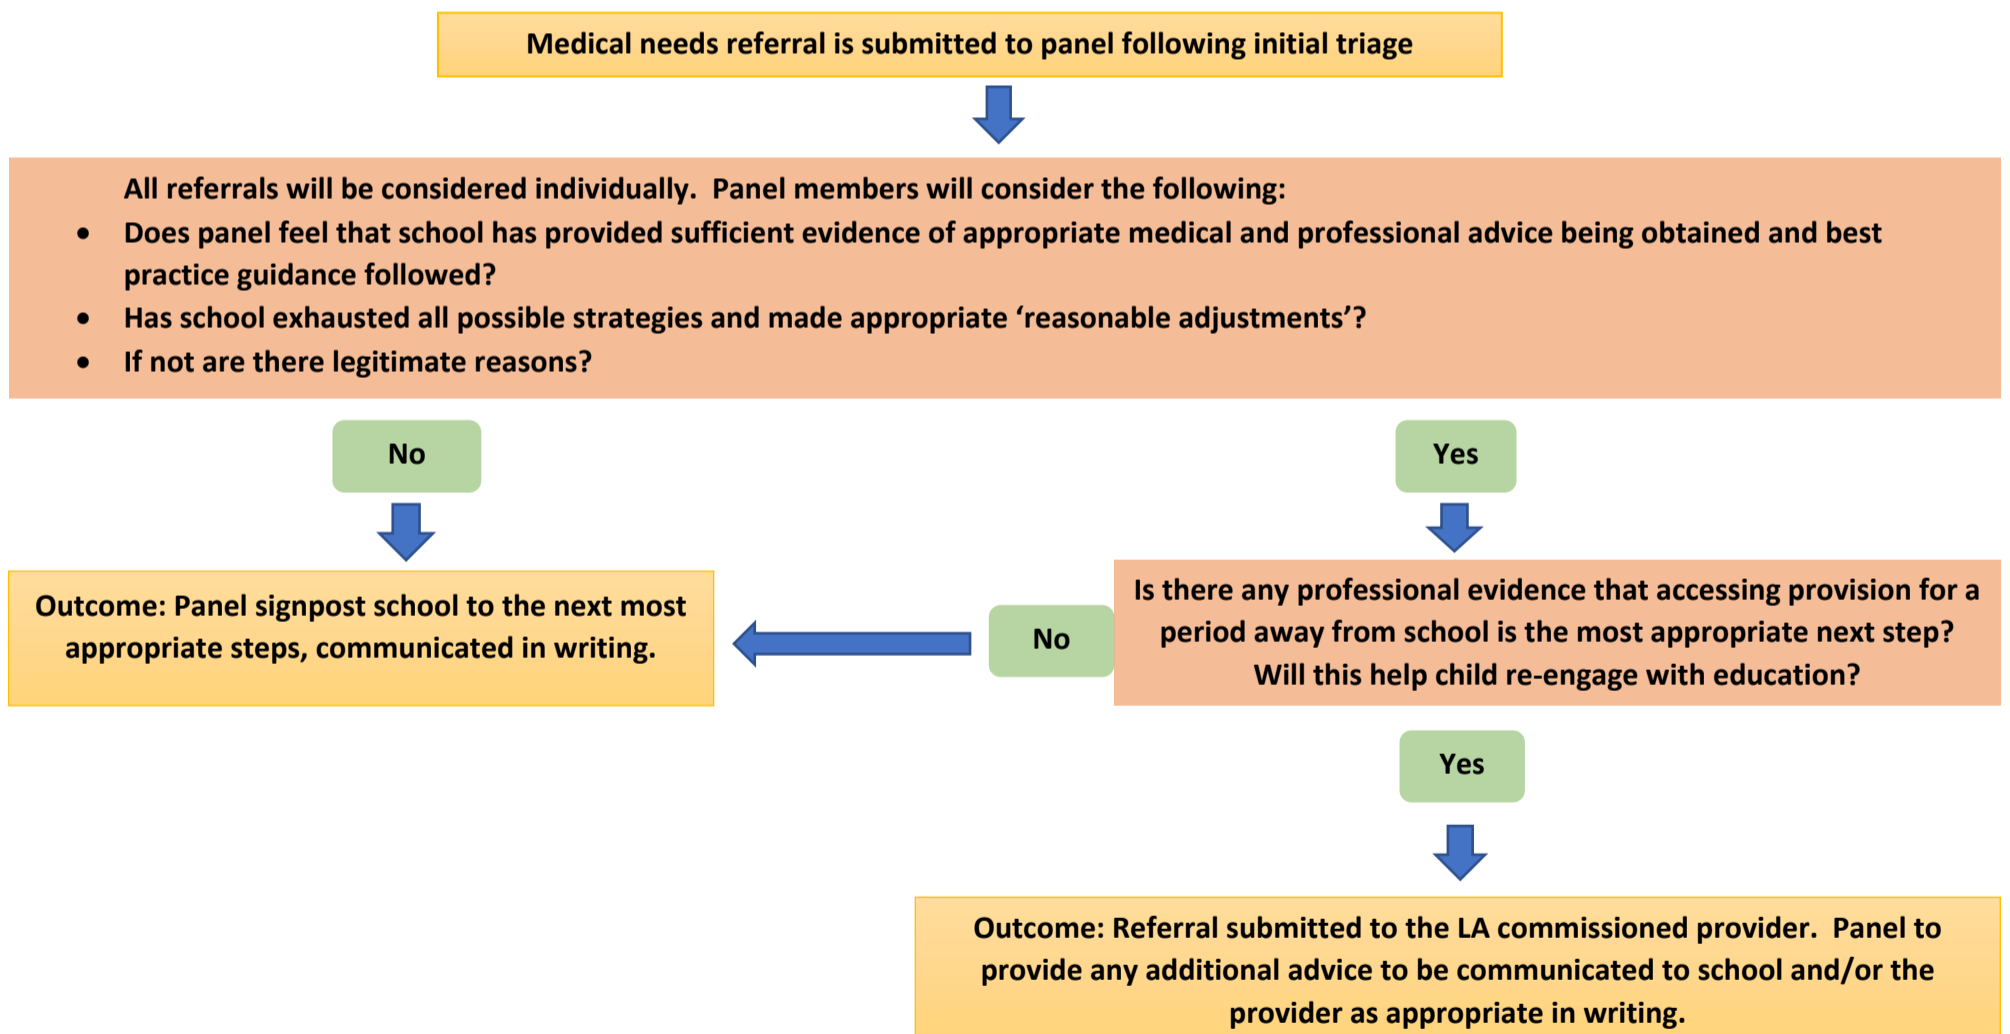 Medical needs referral is submitted to panel following initial triage
All referrals will be considered individually.  Panel members will consider the following:
• Does panel feel that school has provided sufficient evidence of appropriate medical and professional advice being obtained and best
practice guidance followed?
• Has school exhausted all possible strategies and made appropriate ‘reasonable adjustments’?
• If not are there legitimate reasons?
No
Yes
Outcome: Panel signpost school to the next most
appropriate steps, communicated in writing.
No
Is there any professional evidence that accessing provision for a
period away from school is the most appropriate next step?
Will this help child re-engage with education?
Yes
Outcome: Referral submitted to the LA commissioned provider.  Panel to
provide any additional advice to be communicated to school and/or the
provider as appropriate in writing.